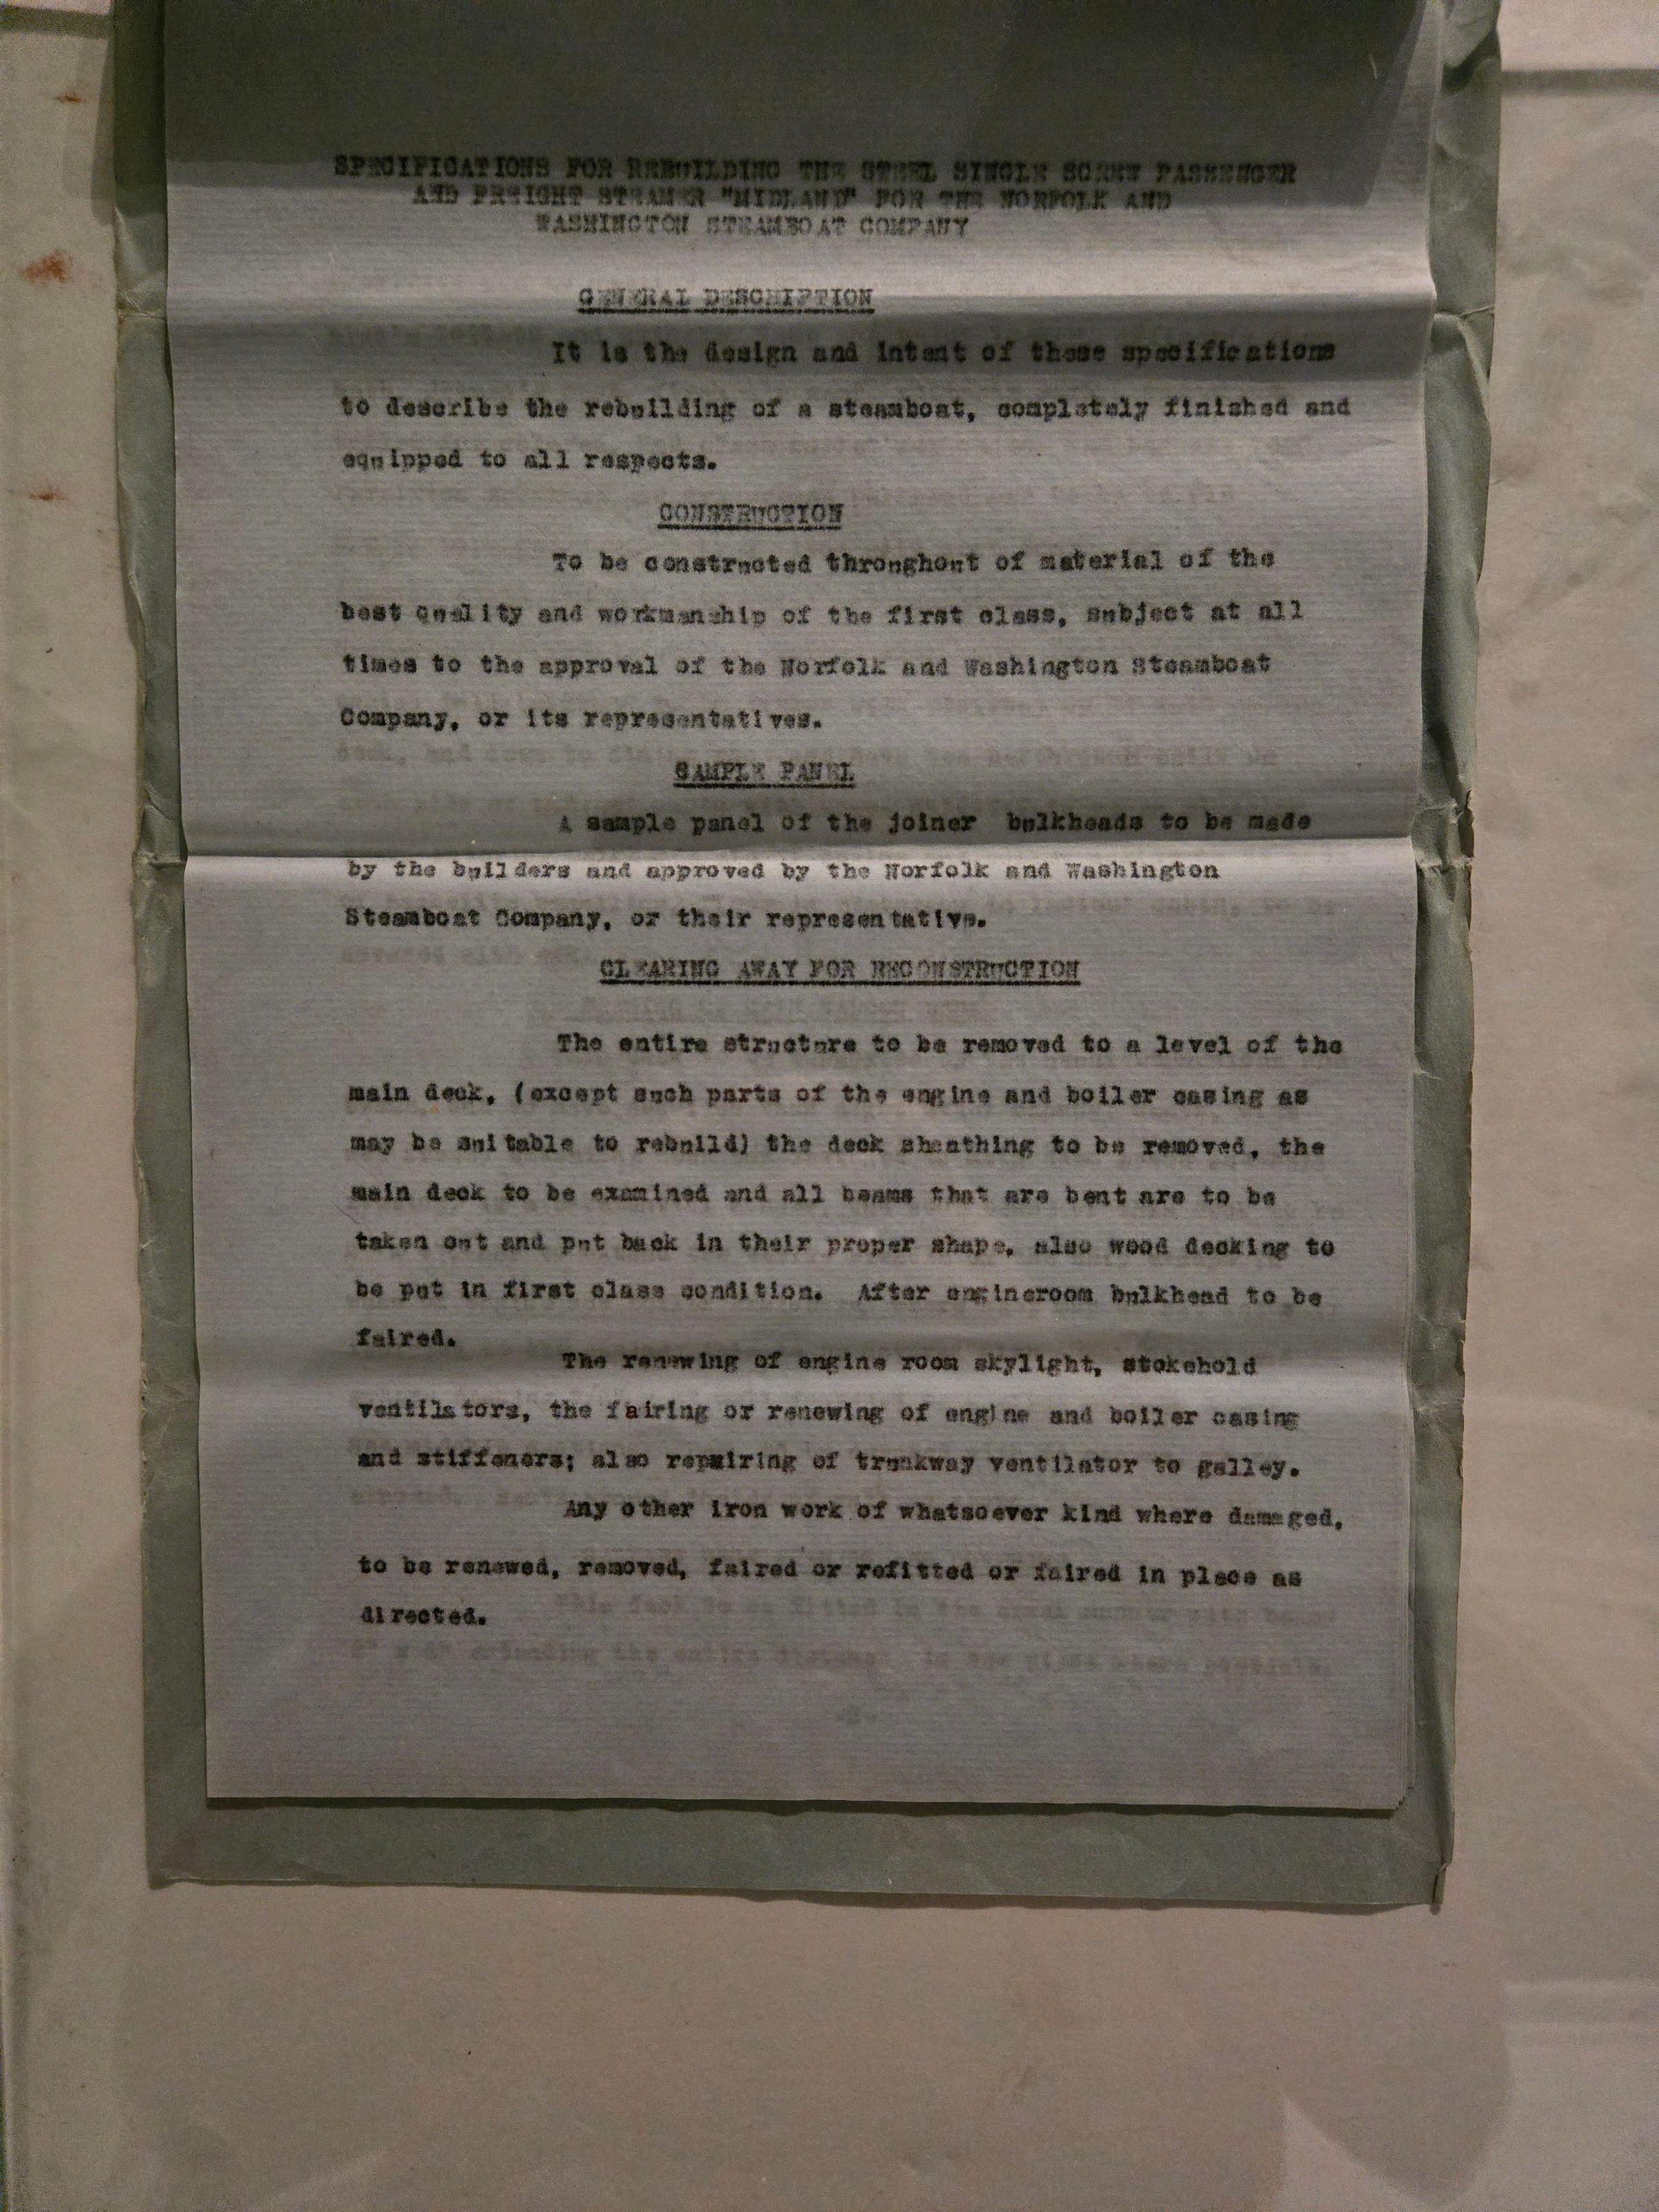 SPECIFICATIONS FOR REBUILDING THE STEEL SINGLE SCREW PASSENGER
AND FREIGHT STEAMER "MIDLAND" FOR THE NORFOLK AND
WASHINGTON STEAMBOAT COMPANY
GENERAL DESCRIPTION
It is the design and intent of these specifications
to describe the rebuilding of a steamboat, completely finished and
equipped to all respects.
CONSTRUCTION
To be constructed throughout of material of the
best quality and workmanship of the first class, subject at all
times to the approval of the Norfolk and Washington Steamboat
Company, or its representatives.
SAMPLE PANEL
A sample panel of the joiner bulkheads to be made
by the builders and approved by the Norfolk and Washington
Steamboat Company, or their representative.
CLEARING AWAY FOR RECONSTRUCTION
The entire structure to be removed to a level of the
main deck, (except such parts of the engine and boiler casing as
may be suitable to rebuild) the deck sheathing to be removed, the
main deck to be examined and all beams that are bent are to be
taken out and put back in their proper shape, also wood decking to
be put in first class condition. After engineroom bulkhead to be
faired.
The renewing of engine room skylight, stokehold
ventilators, the fairing or renewing of engine and boiler casing
and stiffeners; also repairing of trunkway ventilator to galley.
Any other iron work of whatsoever kind where damaged,
to be renewed, removed, faired or refitted or faired in place as
directed.